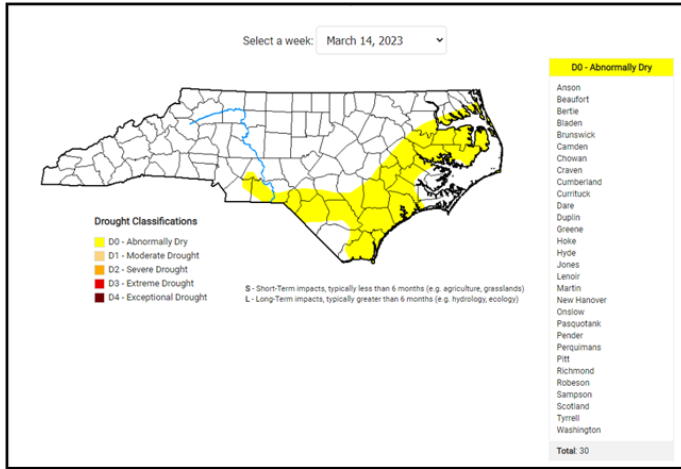 Select a week: March 14, 2023
D0 - Abnormally Dry
Anson
Beaufort
Bertie
Bladen
Brunswick
Camden
Chowan
Craven
Cumberland
Currituck
Dare
Duplin
Greene
Hoke
Hyde
Jones
Lenoir
Martin
New Hanover
Onslow
Pasquotank
Pender
Perquimans
Pitt
Richmond
Robeson
Sampson
Scotland
Tyrrell
Washington
Total: 30
Drought Classifications
D0 - Abnormally Dry
D1 - Moderate Drought
D2 - Severe Drought
D3 - Extreme Drought
D4 - Exceptional Drought
S - Short-Term impacts, typically less than 6 months (e.g. agriculture, grasslands)
L - Long-Term impacts, typically greater than 6 months (e.g. hydrology, ecology)